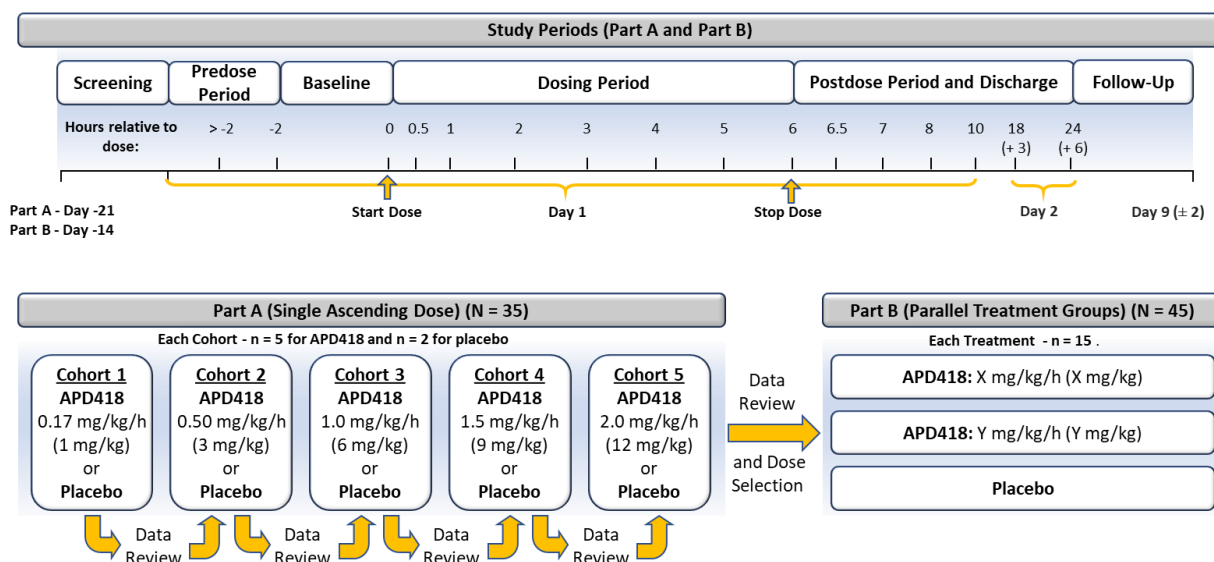 Study Periods (Part A and Part B)
Screening
Predose
Period
Baseline
Dosing Period
Postdose Period and Discharge
Follow-Up
Hours relative to
dose:
> -2
-2
0
0.5
1
2
3
4
5
6
6.5
7
8
10
18
(+ 3)
24
(+ 6)
Start Dose
Day 1
Stop Dose
Day 2
Day 9 (± 2)
Part A - Day -21
Part B - Day -14
Part A (Single Ascending Dose) (N = 35)
Each Cohort - n = 5 for APD418 and n = 2 for placebo
Cohort 1
APD418
0.17 mg/kg/h
(1 mg/kg)
or
Placebo
Cohort 2
APD418
0.50 mg/kg/h
(3 mg/kg)
or
Placebo
Cohort 3
APD418
1.0 mg/kg/h
(6 mg/kg)
or
Placebo
Cohort 4
APD418
1.5 mg/kg/h
(9 mg/kg)
or
Placebo
Cohort 5
APD418
2.0 mg/kg/h
(12 mg/kg)
or
Placebo
Data
Review
Data
Review
Data
Review
Data
Review
Data
Review
and Dose
Selection
Part B (Parallel Treatment Groups) (N = 45)
Each Treatment - n = 15 .
APD418: X mg/kg/h (X mg/kg)
APD418: Y mg/kg/h (Y mg/kg)
Placebo